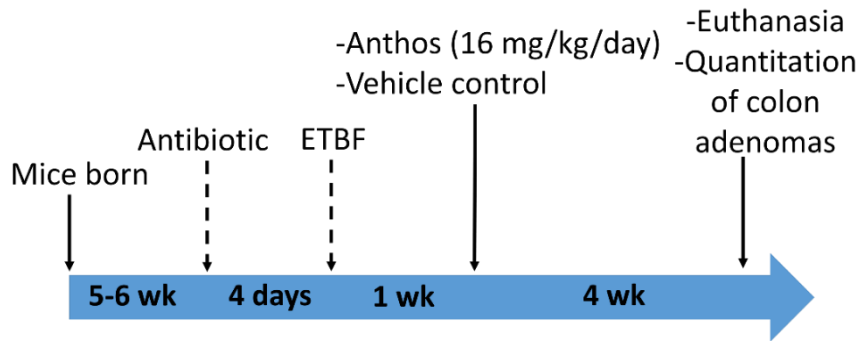 -Anthos (16 mg/kg/day)
-Vehicle control
-Euthanasia
-Quantitation
of colon
adenomas
Antibiotic
ETBF
Mice born
5-6 wk
4 days
1 wk
4 wk